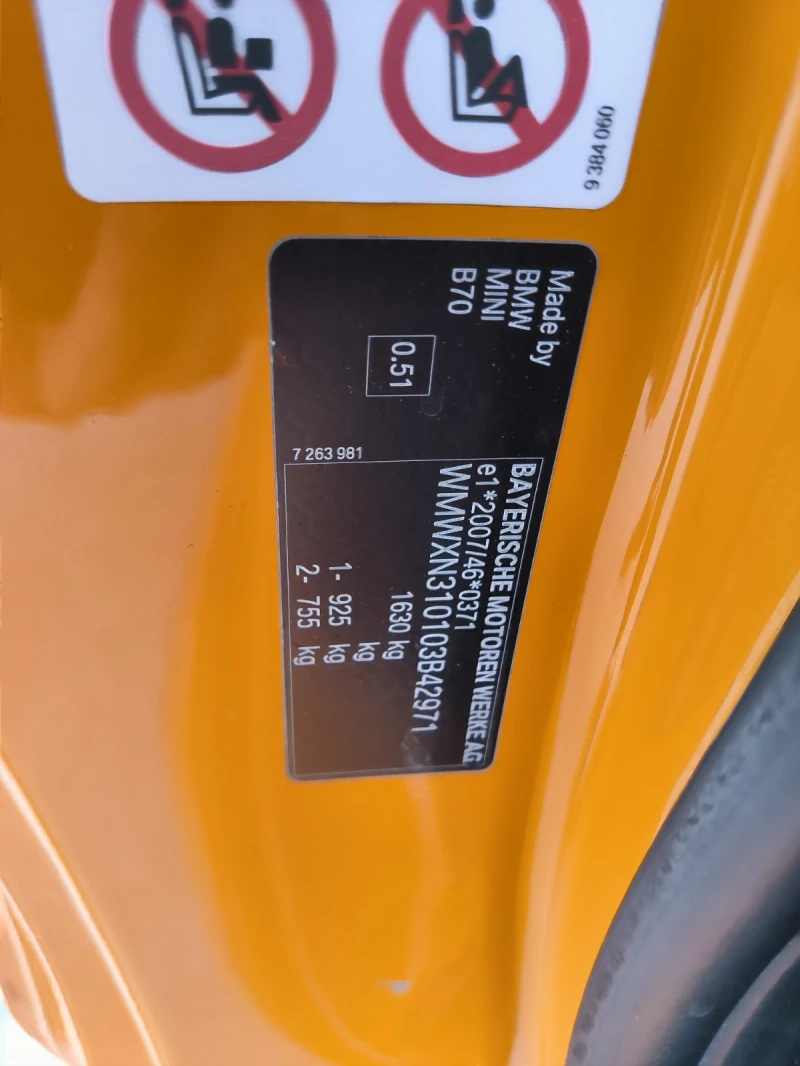 9 384 060
Made by
BMW
MINI
B70
0.51
7 263 981
BAYERISCHE MOTOREN WERKE AG
e1*2007/46*0371
WMWXN310103B42971
1630 kg
kg
1- 925 kg
2- 755 kg